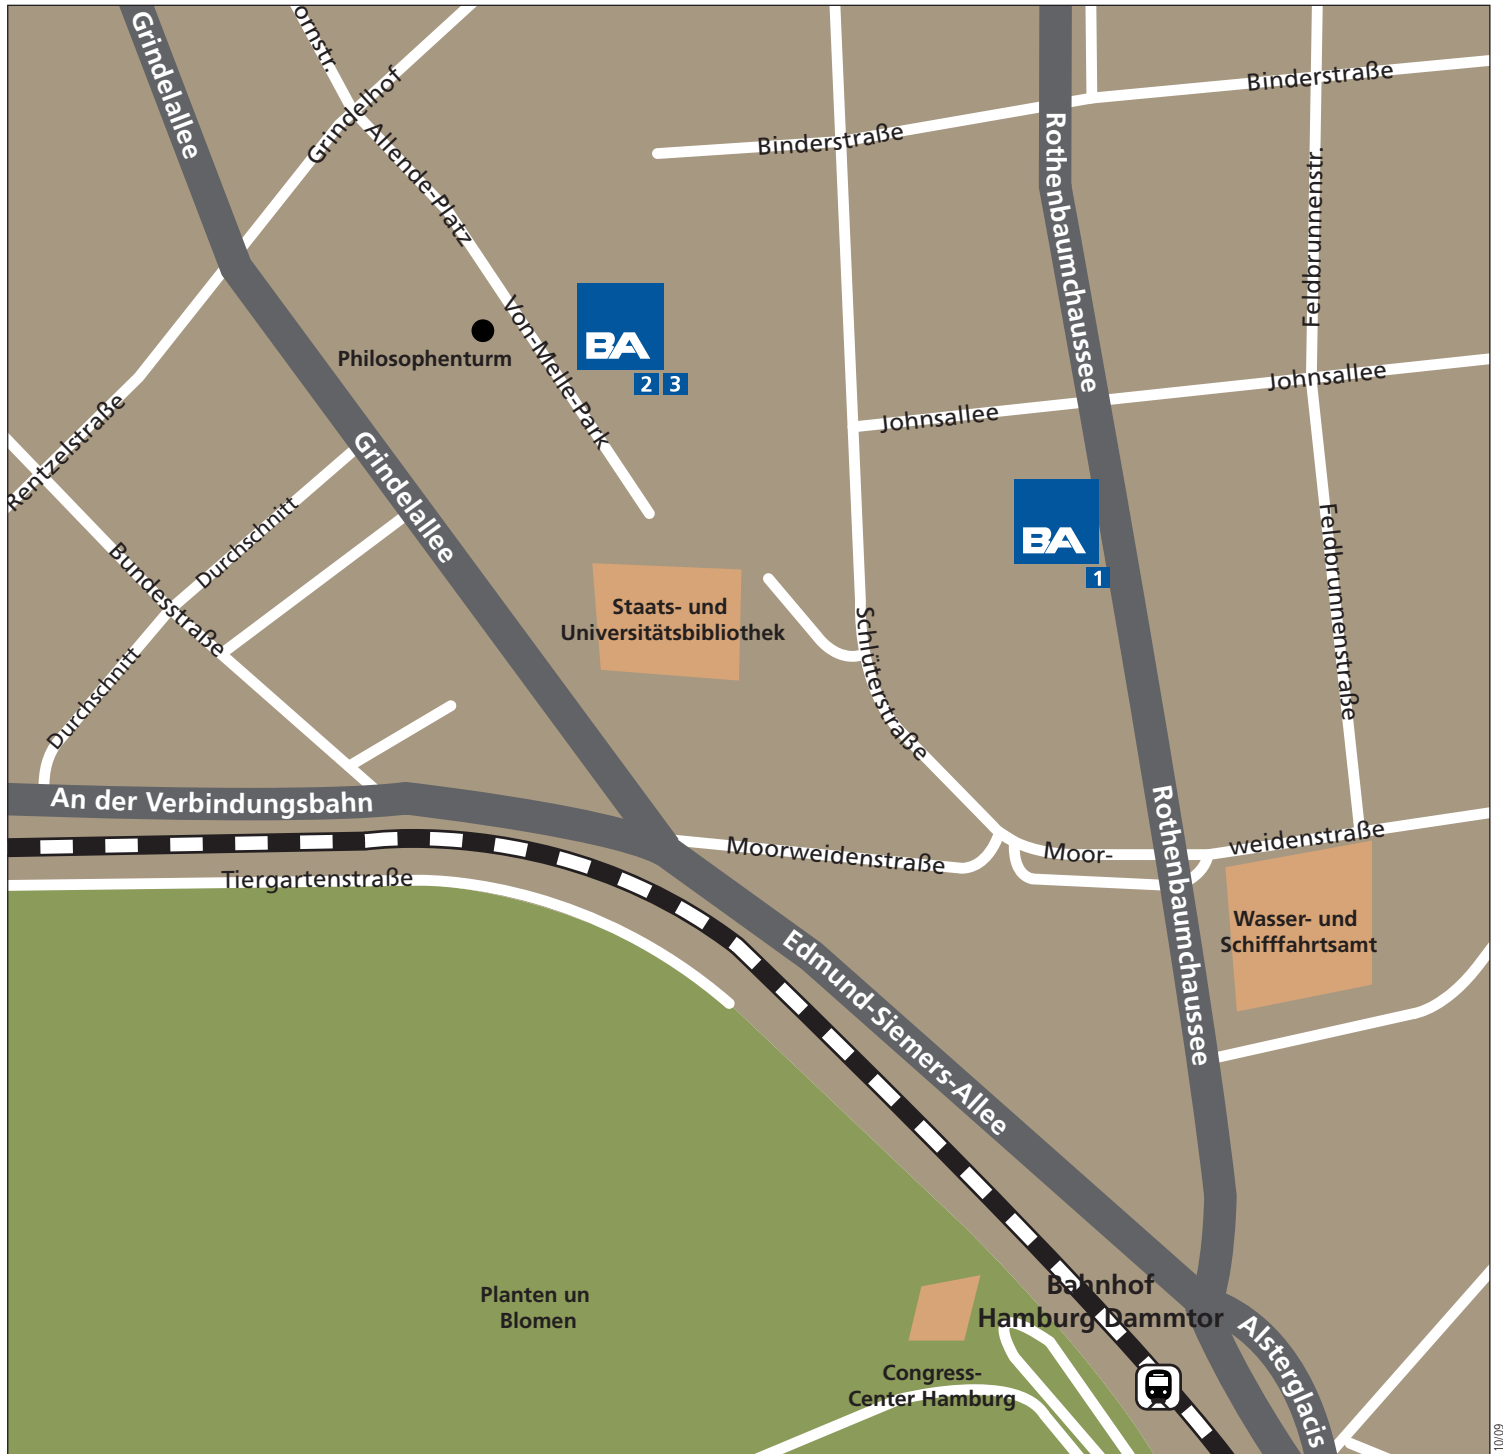 Grindelallee
ornstr.
Grindelhof
Allende-Platz
Binderstraße
Binderstraße
Rothenbaumchaussee
Feldbrunnenstr.
Philosophenturm
Von-Melle-Park
BA
2 3
Johnsallee
Johnsallee
Rentzelstraße
Grindelallee
Durchschnitt
Bundesstraße
BA
1
Feldbrunnenstraße
Staats- und
Universitätsbibliothek
Schlüterstraße
Durchschnitt
An der Verbindungsbahn
Rothenbaumchaussee
Moorweidenstraße
Moor-
weidenstraße
Tiergartenstraße
Wasser- und
Schifffahrtsamt
Edmund-Siemers-Allee
Planten un
Blomen
Bahnhof
Hamburg Dammtor
Alsterglacis
Congress-
Center Hamburg
11/09